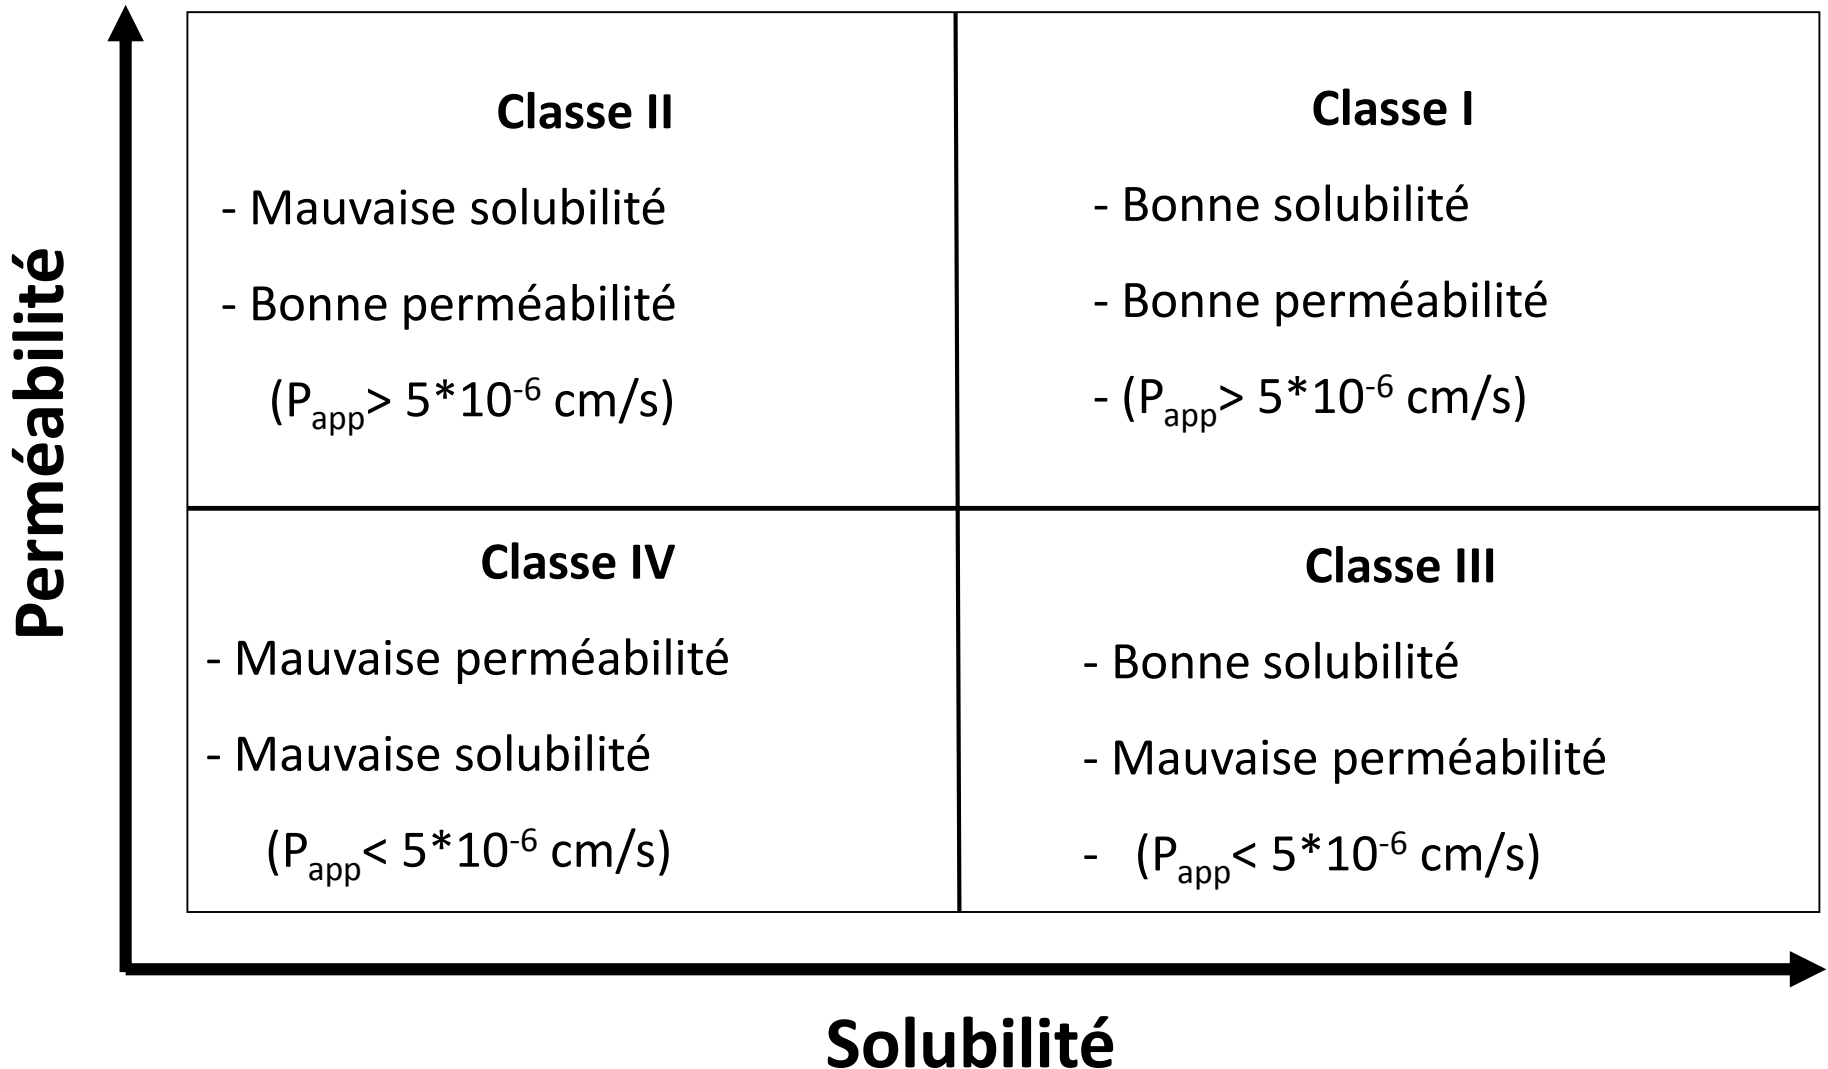 Perméabilité
Classe II
- Mauvaise solubilité
- Bonne perméabilité
(Papp> 5*10-6 cm/s)
Classe I
- Bonne solubilité
- Bonne perméabilité
- (Papp> 5*10-6 cm/s)
Classe IV
- Mauvaise perméabilité
- Mauvaise solubilité
(Papp< 5*10-6 cm/s)
Classe III
- Bonne solubilité
- Mauvaise perméabilité
- (Papp< 5*10-6 cm/s)
Solubilité